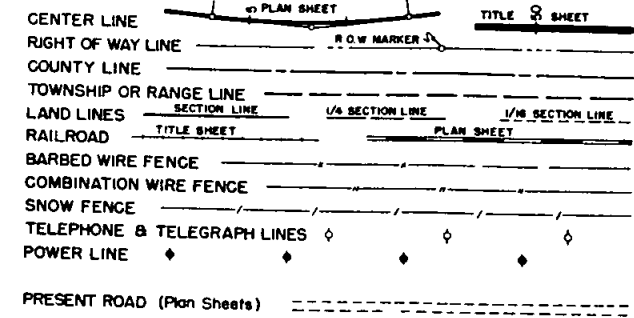 CENTER LINE 5 PLAN SHEET TITLE 50 SHEET
RIGHT OF WAY LINE R.O.W MARKER
COUNTY LINE
TOWNSHIP OR RANGE LINE
LAND LINES SECTION LINE 1/4 SECTION LINE 1/16 SECTION LINE
RAILROAD TITLE SHEET PLAN SHEET
BARBED WIRE FENCE
COMBINATION WIRE FENCE
SNOW FENCE
TELEPHONE & TELEGRAPH LINES
POWER LINE
PRESENT ROAD (Plan Sheets)